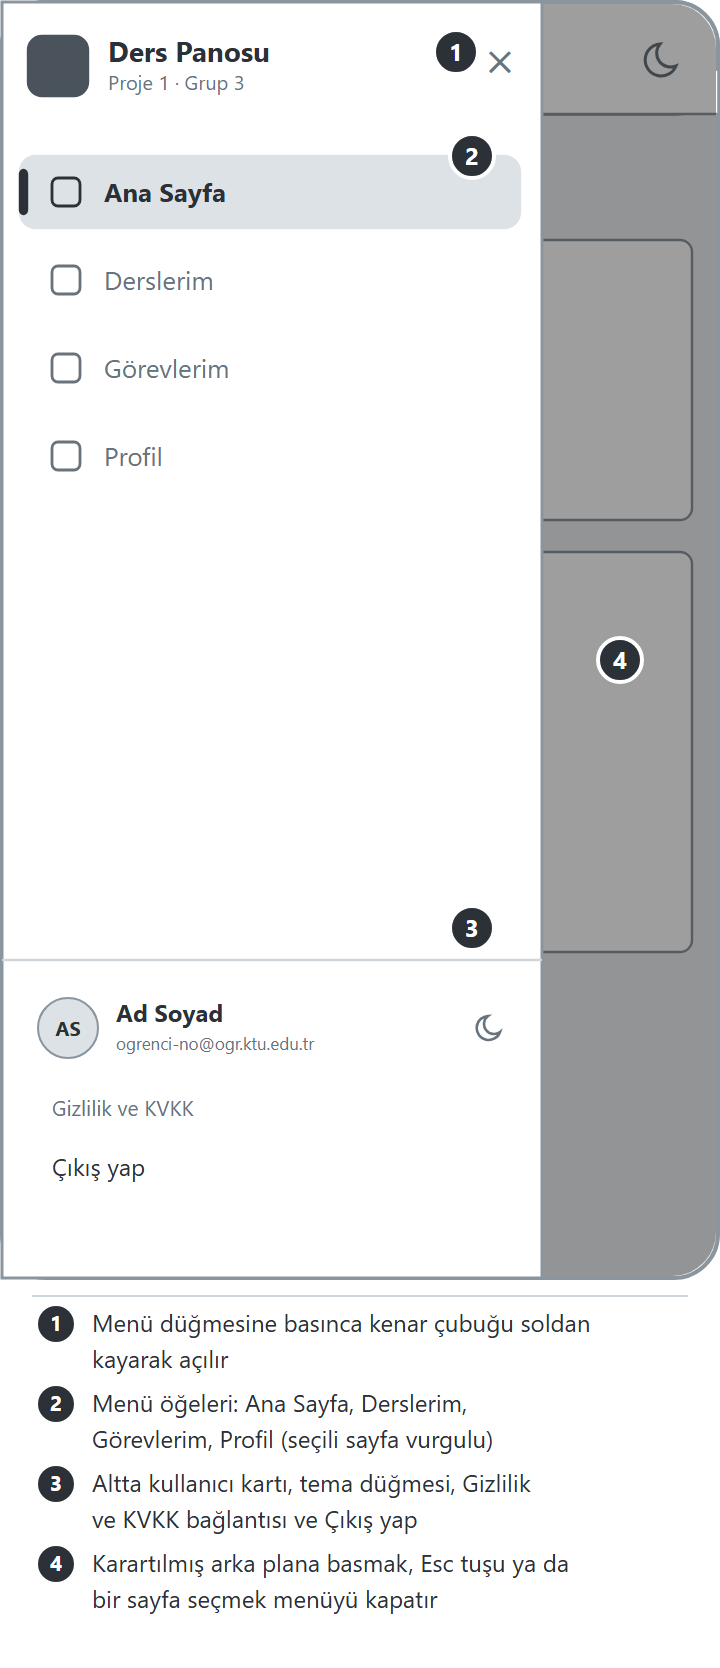 Ders Panosu
1
Proje 1 · Grup 3
2
Ana Sayfa
Derslerim
Görevlerim
Profil
4
3
AS
Ad Soyad
ogrenci-no@ogr.ktu.edu.tr
Gizlilik ve KVKK
Çıkış yap
1 Menü düğmesine basınca kenar çubuğu soldan
kayarak açılır
2 Menü öğeleri: Ana Sayfa, Derslerim,
Görevlerim, Profil (seçili sayfa vurgulu)
3 Altta kullanıcı kartı, tema düğmesi, Gizlilik
ve KVKK bağlantısı ve Çıkış yap
4 Karartılmış arka plana basmak, Esc tuşu ya da
bir sayfa seçmek menüyü kapatır